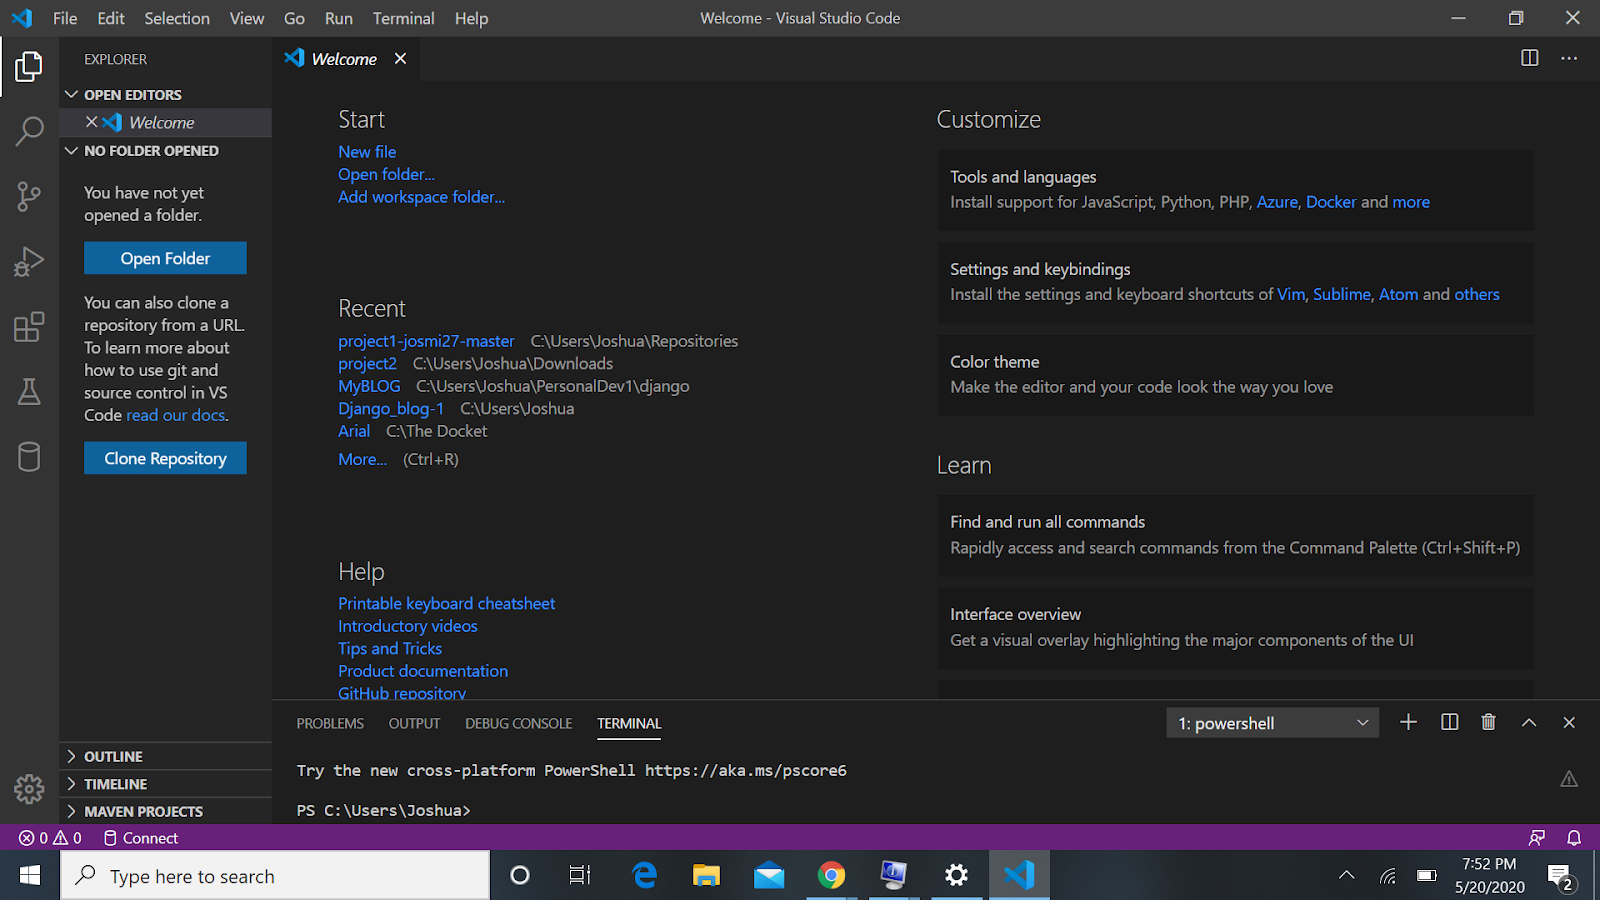 File Edit Selection View Go Run Terminal Help
Welcome - Visual Studio Code
EXPLORER
OPEN EDITORS
Welcome
NO FOLDER OPENED
You have not yet
opened a folder.
Open Folder
You can also clone a
repository from a URL.
To learn more about
how to use git and
source control in VS
Code read our docs.
Clone Repository
OUTLINE
TIMELINE
MAVEN PROJECTS
Welcome
Start
New file
Open folder...
Add workspace folder...
Recent
project1-josmi27-master C:\Users\Joshua\Repositories
project2 C:\Users\Joshua\Downloads
MyBLOG C:\Users\Joshua\PersonalDev1\django
Django_blog-1 C:\Users\Joshua
Arial C:\The Docket
More... (Ctrl+R)
Help
Printable keyboard cheatsheet
Introductory videos
Tips and Tricks
Product documentation
GitHub repository
Customize
Tools and languages
Install support for JavaScript, Python, PHP, Azure, Docker and more
Settings and keybindings
Install the settings and keyboard shortcuts of Vim, Sublime, Atom and others
Color theme
Make the editor and your code look the way you love
Learn
Find and run all commands
Rapidly access and search commands from the Command Palette (Ctrl+Shift+P)
Interface overview
Get a visual overlay highlighting the major components of the UI
PROBLEMS OUTPUT DEBUG CONSOLE TERMINAL
1: powershell
Try the new cross-platform PowerShell https://aka.ms/pscore6
PS C:\Users\Joshua>
0 0 Connect
Type here to search
7:52 PM
5/20/2020
2